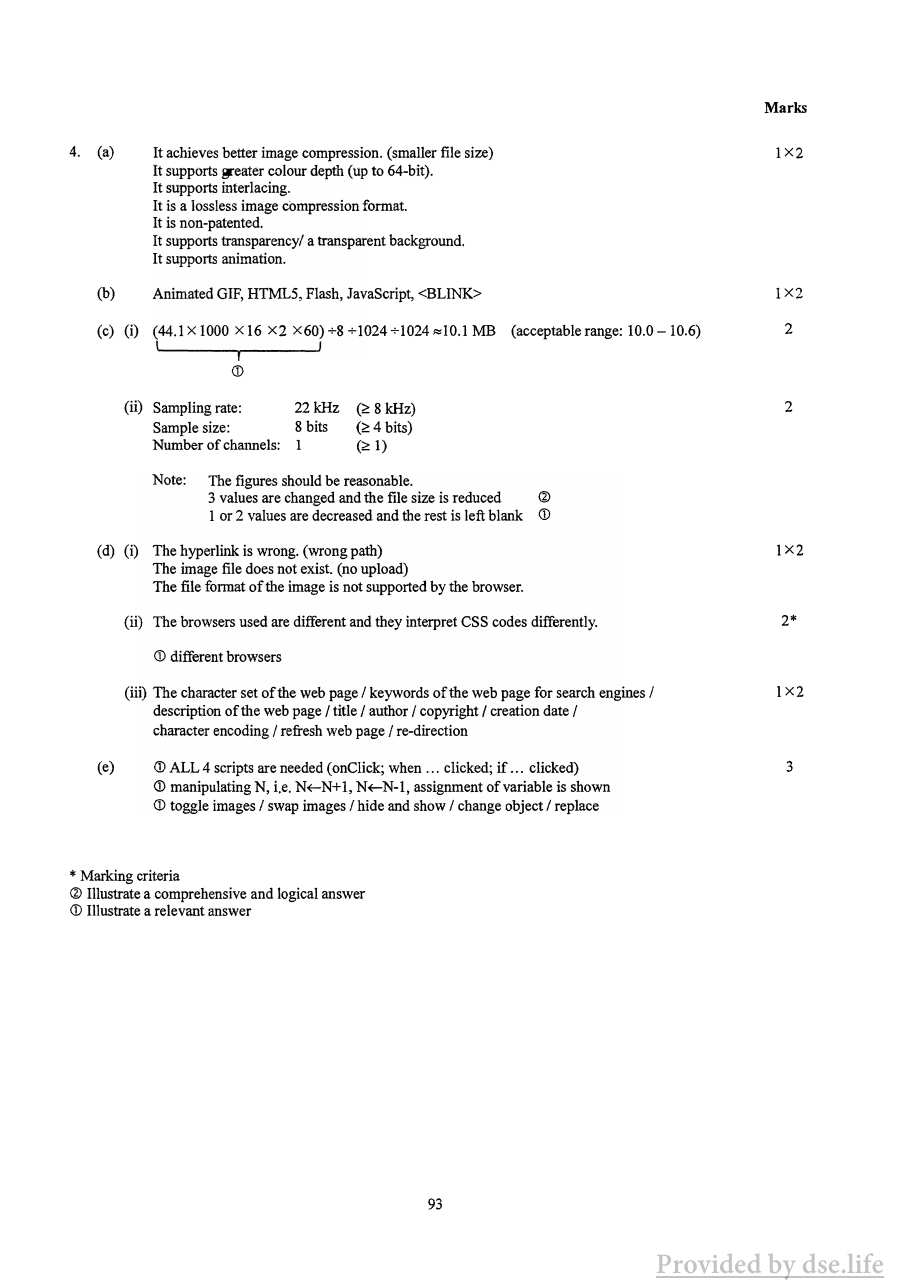 Marks
4. (a) It achieves better image compression. (smaller file size) 1×2
It supports greater colour depth (up to 64-bit).
It supports interlacing.
It is a lossless image compression format.
It is non-patented.
It supports transparency/ a transparent background.
It supports animation.
(b) Animated GIF, HTML5, Flash, JavaScript, <BLINK> 1×2
(c) (i) (44.1×1000 ×16 ×2 ×60) ÷8 ÷1024 ÷1024 ≈10.1 MB (acceptable range: 10.0 – 10.6) 2
①
(ii) Sampling rate: 22 kHz (≥ 8 kHz) 2
Sample size: 8 bits (≥ 4 bits)
Number of channels: 1 (≥ 1)
Note: The figures should be reasonable.
3 values are changed and the file size is reduced ②
1 or 2 values are decreased and the rest is left blank ①
(d) (i) The hyperlink is wrong. (wrong path) 1×2
The image file does not exist. (no upload)
The file format of the image is not supported by the browser.
(ii) The browsers used are different and they interpret CSS codes differently. 2*
① different browsers
(iii) The character set of the web page / keywords of the web page for search engines / 1×2
description of the web page / title / author / copyright / creation date /
character encoding / refresh web page / re-direction
(e) ① ALL 4 scripts are needed (onClick; when ... clicked; if ... clicked) 3
① manipulating N, i.e. N←N+1, N←N-1, assignment of variable is shown
① toggle images / swap images / hide and show / change object / replace
* Marking criteria
② Illustrate a comprehensive and logical answer
① Illustrate a relevant answer
93
Provided by dse.life